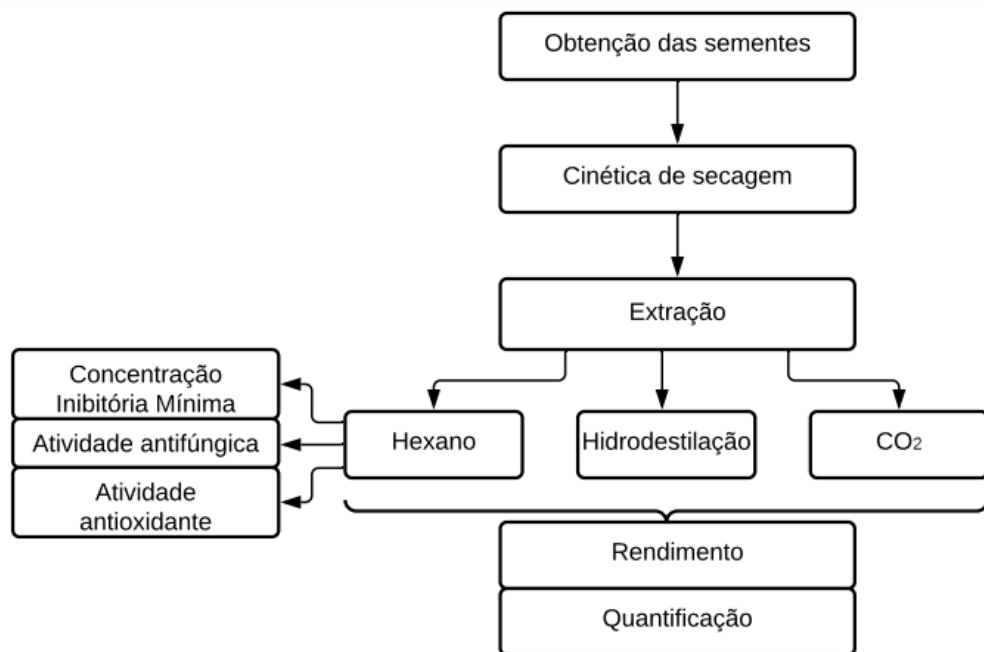 Obtenção das sementes
Cinética de secagem
Extração
Concentração
Inibitória Mínima
Atividade antifúngica
Atividade
antioxidante
Hexano
Hidrodestilação
CO₂
Rendimento
Quantificação